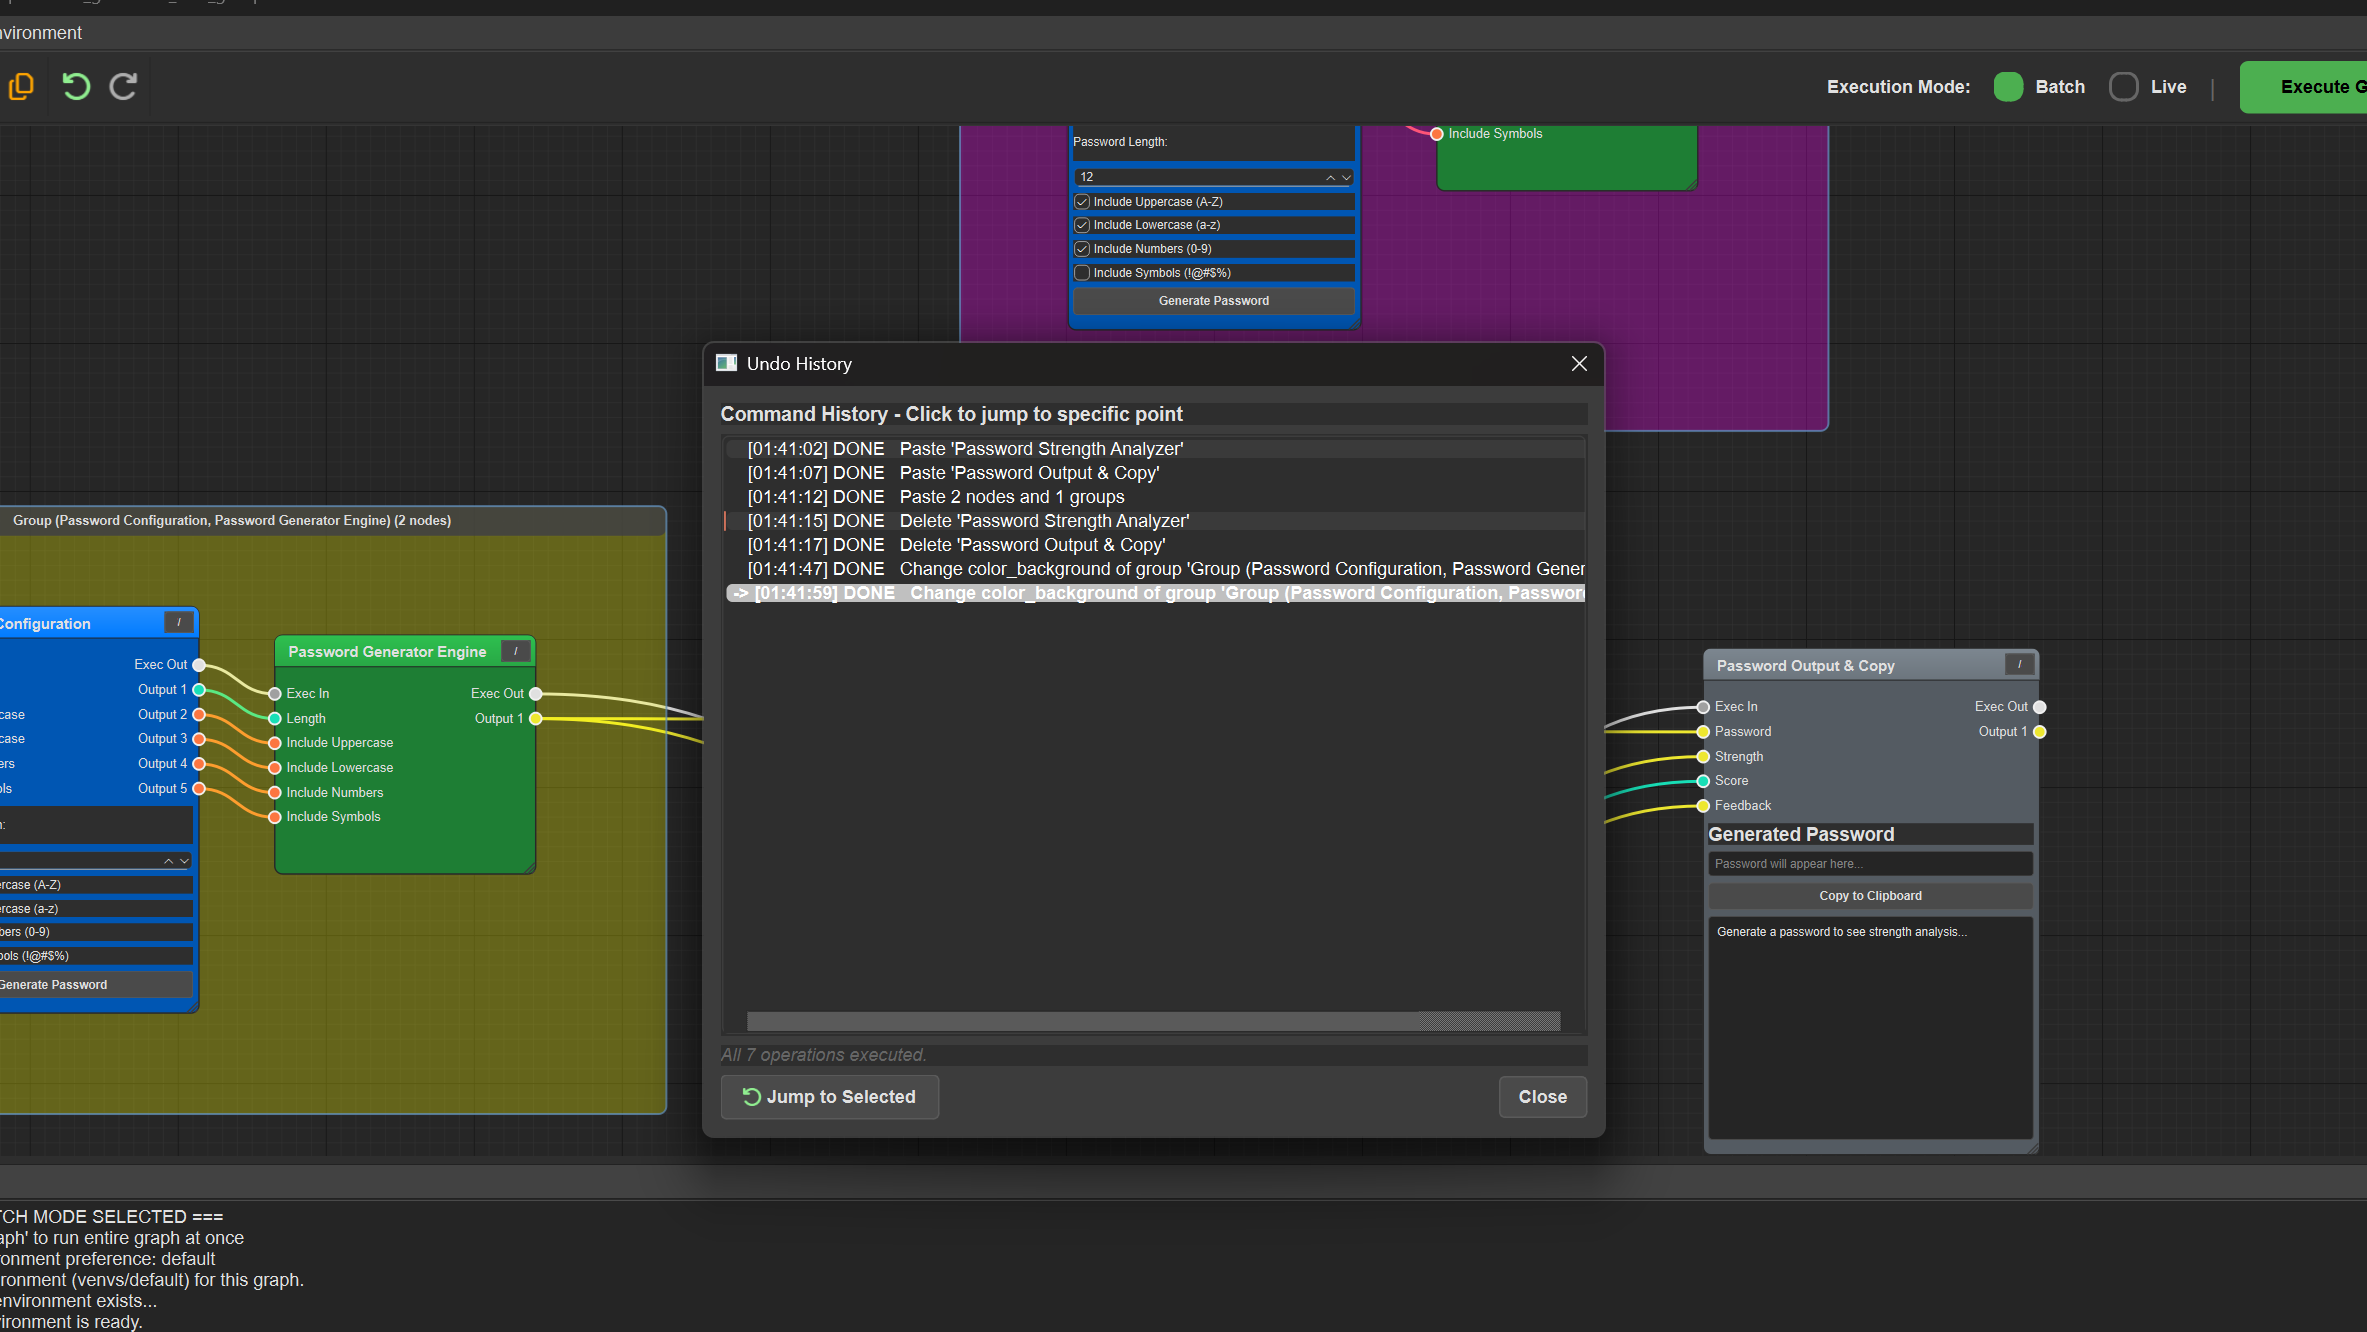 nvironment
Execution Mode: Batch Live | Execute G
Include Symbols
Password Length:
12
Include Uppercase (A-Z)
Include Lowercase (a-z)
Include Numbers (0-9)
Include Symbols (!@#$%)
Generate Password
Undo History
Command History - Click to jump to specific point
[01:41:02] DONE Paste 'Password Strength Analyzer'
[01:41:07] DONE Paste 'Password Output & Copy'
[01:41:12] DONE Paste 2 nodes and 1 groups
[01:41:15] DONE Delete 'Password Strength Analyzer'
[01:41:17] DONE Delete 'Password Output & Copy'
[01:41:47] DONE Change color_background of group 'Group (Password Configuration, Password Gener
-> [01:41:59] DONE Change color_background of group 'Group (Password Configuration, Passwor
All 7 operations executed.
Jump to Selected
Close
Group (Password Configuration, Password Generator Engine) (2 nodes)
Configuration /
Exec Out
Output 1
case Output 2
case Output 3
ers Output 4
ols Output 5
n:
rcase (A-Z)
rcase (a-z)
bers (0-9)
ools (!@#$%)
Generate Password
Password Generator Engine /
Exec In Exec Out
Length Output 1
Include Uppercase
Include Lowercase
Include Numbers
Include Symbols
Password Output & Copy /
Exec In Exec Out
Password Output 1
Strength
Score
Feedback
Generated Password
Password will appear here...
Copy to Clipboard
Generate a password to see strength analysis...
TCH MODE SELECTED ===
aph' to run entire graph at once
ronment preference: default
ronment (venvs/default) for this graph.
environment exists...
vironment is ready.